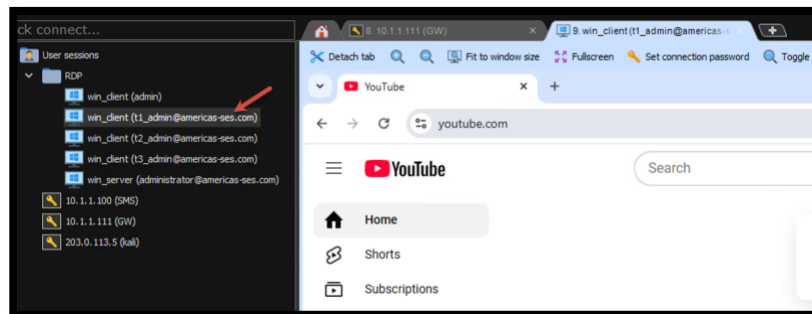 ck connect...
User sessions
RDP
win_client (admin)
win_client (t1_admin@americas-ses.com)
win_client (t2_admin@americas-ses.com)
win_client (t3_admin@americas-ses.com)
win_server (administrator@americas-ses.com)
10.1.1.100 (SMS)
10.1.1.111 (GW)
203.0.113.5 (kali)
8. 10.1.1.111 (GW)
9. win_client (t1_admin@americas-s
Detach tab Fit to window size Fullscreen Set connection password Toggle
YouTube
youtube.com
YouTube
Search
Home
Shorts
Subscriptions